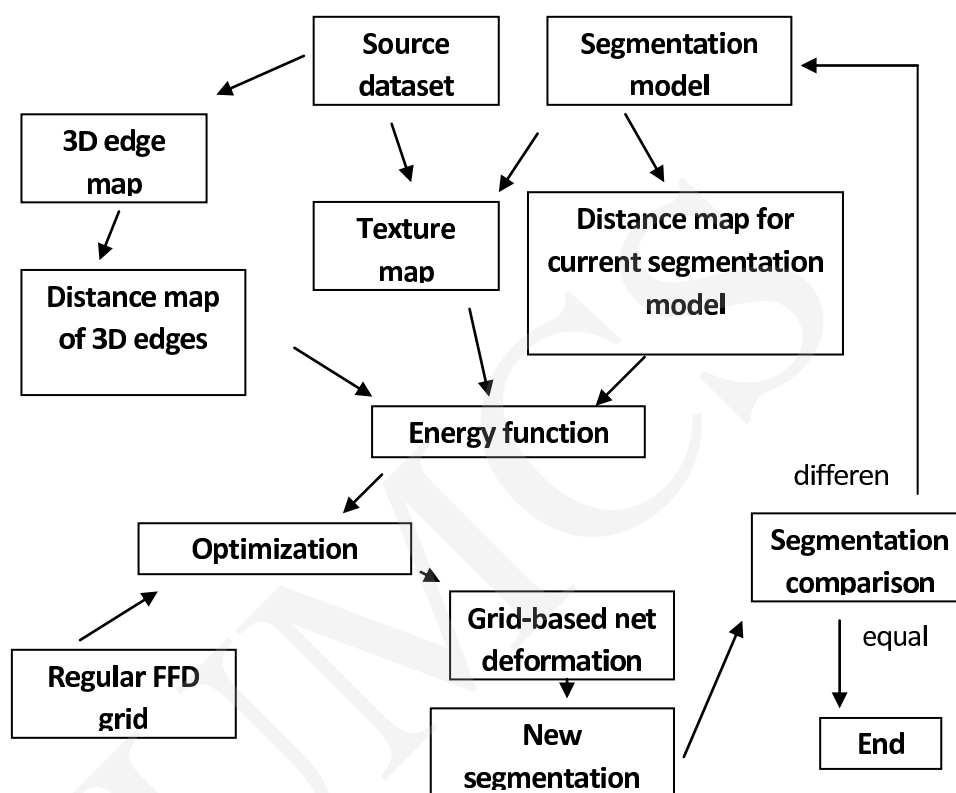 Source
dataset
Segmentation
model
3D edge
map
Texture
map
Distance map for
current segmentation
model
Distance map
of 3D edges
Energy function
differen
Optimization
Segmentation
comparison
Grid-based net
deformation
equal
Regular FFD
grid
New
segmentation
End
UMCS